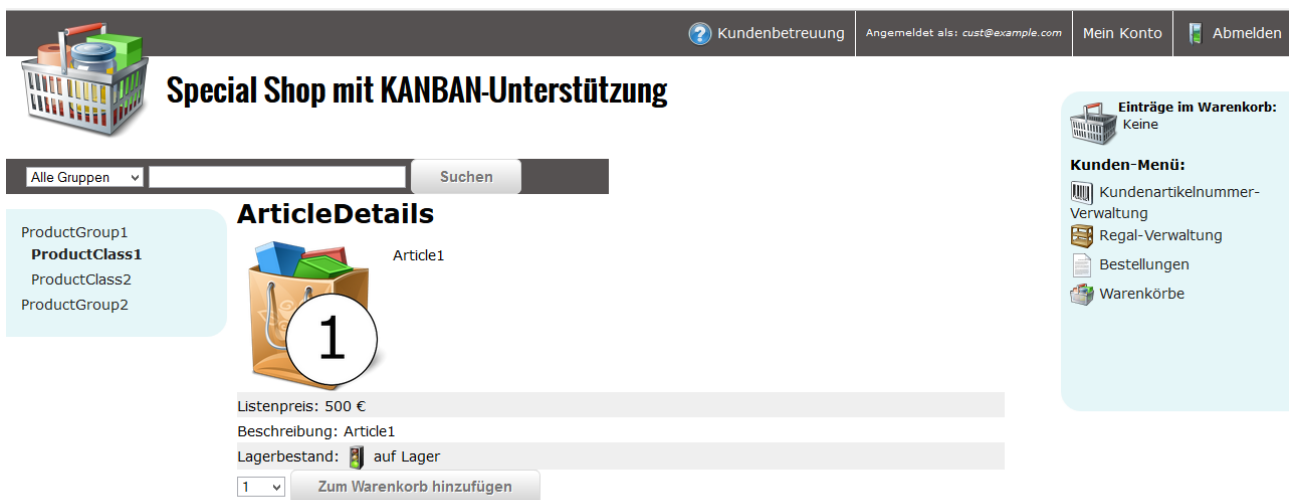 Kundenbetreuung
Angemeldet als: cust@example.com
Mein Konto
Abmelden
Special Shop mit KANBAN-Unterstützung
Einträge im Warenkorb:
Keine
Alle Gruppen
Suchen
Kunden-Menü:
Kundenartikelnummer-
Verwaltung
Regal-Verwaltung
Bestellungen
Warenkörbe
ProductGroup1
ProductClass1
ProductClass2
ProductGroup2
ArticleDetails
Article1
1
Listenpreis: 500 €
Beschreibung: Article1
Lagerbestand: auf Lager
1
Zum Warenkorb hinzufügen